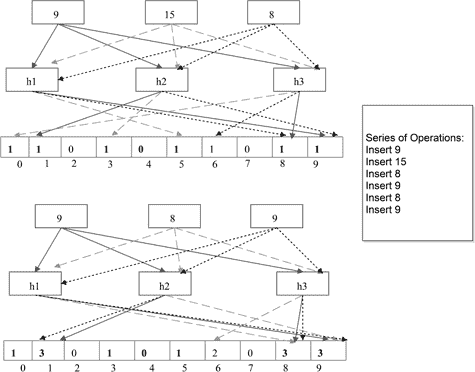 9 15 8
h1 h2 h3
1 1 0 1 0 1 1 0 1 1
0 1 2 3 4 5 6 7 8 9
Series of Operations:
Insert 9
Insert 15
Insert 8
Insert 9
Insert 8
Insert 9
9 8 9
h1 h2 h3
1 3 0 1 0 1 2 0 3 3
0 1 2 3 4 5 6 7 8 9